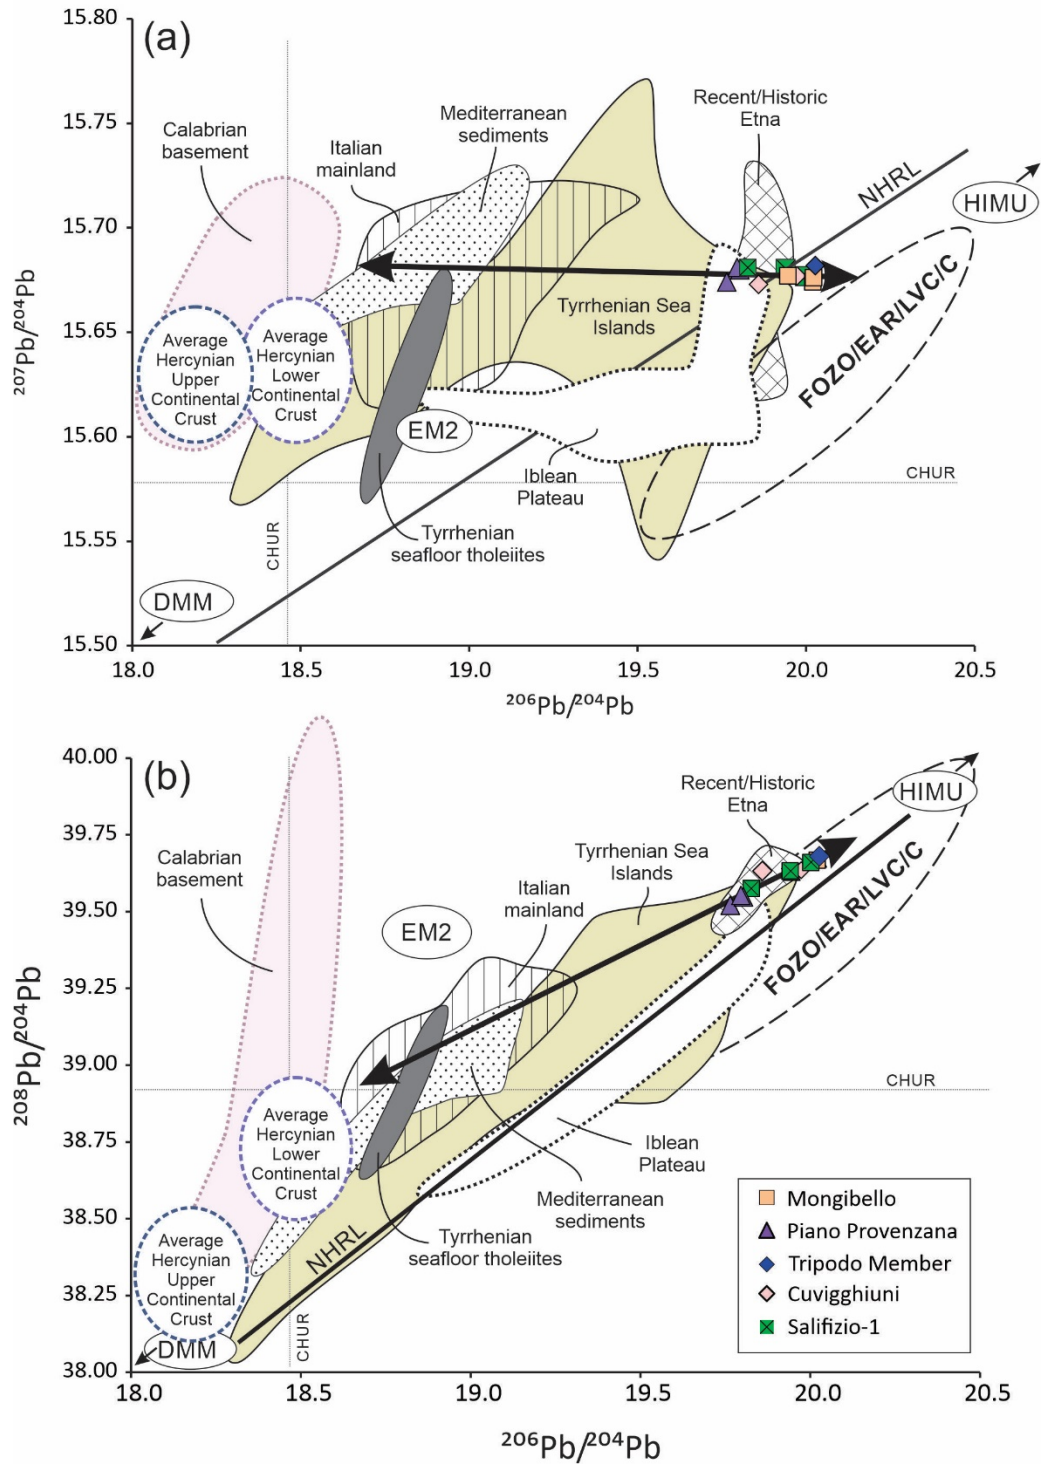 (a)
15.80
15.75
15.70
15.65
15.60
15.55
15.50
²⁰⁷Pb/²⁰⁴Pb
Calabrian
basement
Italian
mainland
Mediterranean
sediments
Recent/Historic
Etna
NHRL
HIMU
Tyrrhenian Sea
Islands
FOZO/EAR/LVC/C
Average
Hercynian
Upper
Continental
Crust
Average
Hercynian
Lower
Continental
Crust
EM2
Iblean
Plateau
CHUR
Tyrrhenian
seafloor tholeiites
CHUR
DMM
18.0
18.5
19.0
19.5
20.0
20.5
²⁰⁶Pb/²⁰⁴Pb
(b)
40.00
39.75
39.50
39.25
39.00
38.75
38.50
38.25
38.00
²⁰⁸Pb/²⁰⁴Pb
Recent/Historic
Etna
HIMU
Calabrian
basement
Tyrrhenian Sea
Islands
Italian
mainland
EM2
FOZO/EAR/LVC/C
CHUR
Average
Hercynian
Lower
Continental
Crust
Iblean
Plateau
Mediterranean
sediments
Tyrrhenian
seafloor tholeiites
NHRL
Average
Hercynian
Upper
Continental
Crust
CHUR
DMM
Mongibello
Piano Provenzana
Tripodo Member
Cuvigghiuni
Salifizio-1
18.0
18.5
19.0
19.5
20.0
20.5
²⁰⁶Pb/²⁰⁴Pb